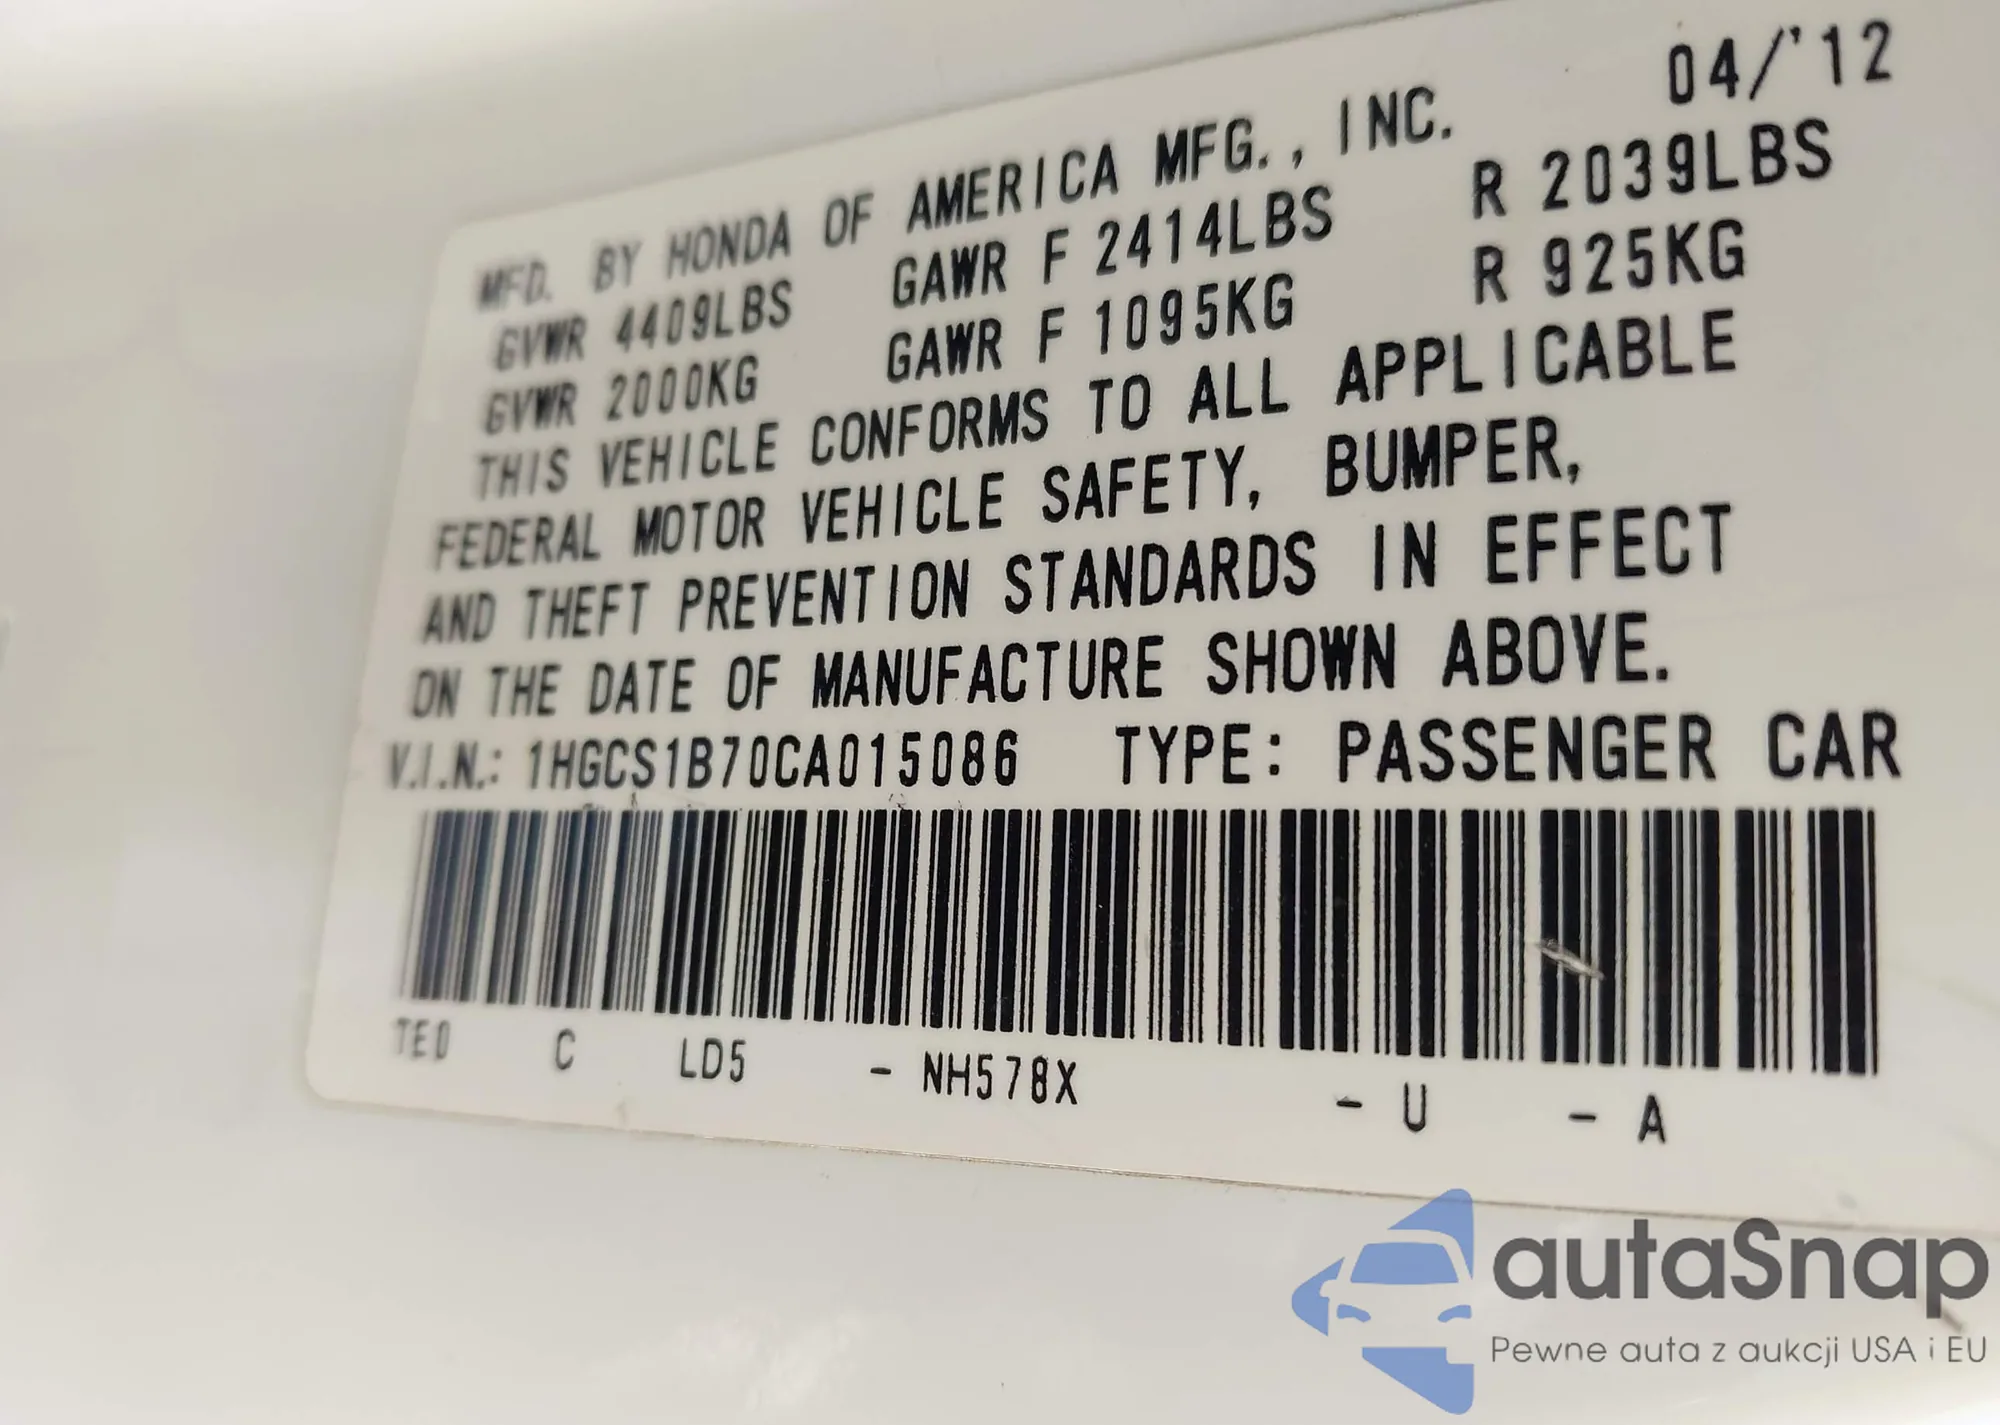 04/'12
MFD. BY HONDA OF AMERICA MFG., INC.
GVWR 4409LBS GAWR F 2414LBS R 2039LBS
GVWR 2000KG GAWR F 1095KG R 925KG
THIS VEHICLE CONFORMS TO ALL APPLICABLE
FEDERAL MOTOR VEHICLE SAFETY, BUMPER,
AND THEFT PREVENTION STANDARDS IN EFFECT
ON THE DATE OF MANUFACTURE SHOWN ABOVE.
V.I.N.: 1HGCS1B70CA015086 TYPE: PASSENGER CAR
TE0 C LD5 - NH578X - U - A
autaSnap
Pewne auta z aukcji USA i EU